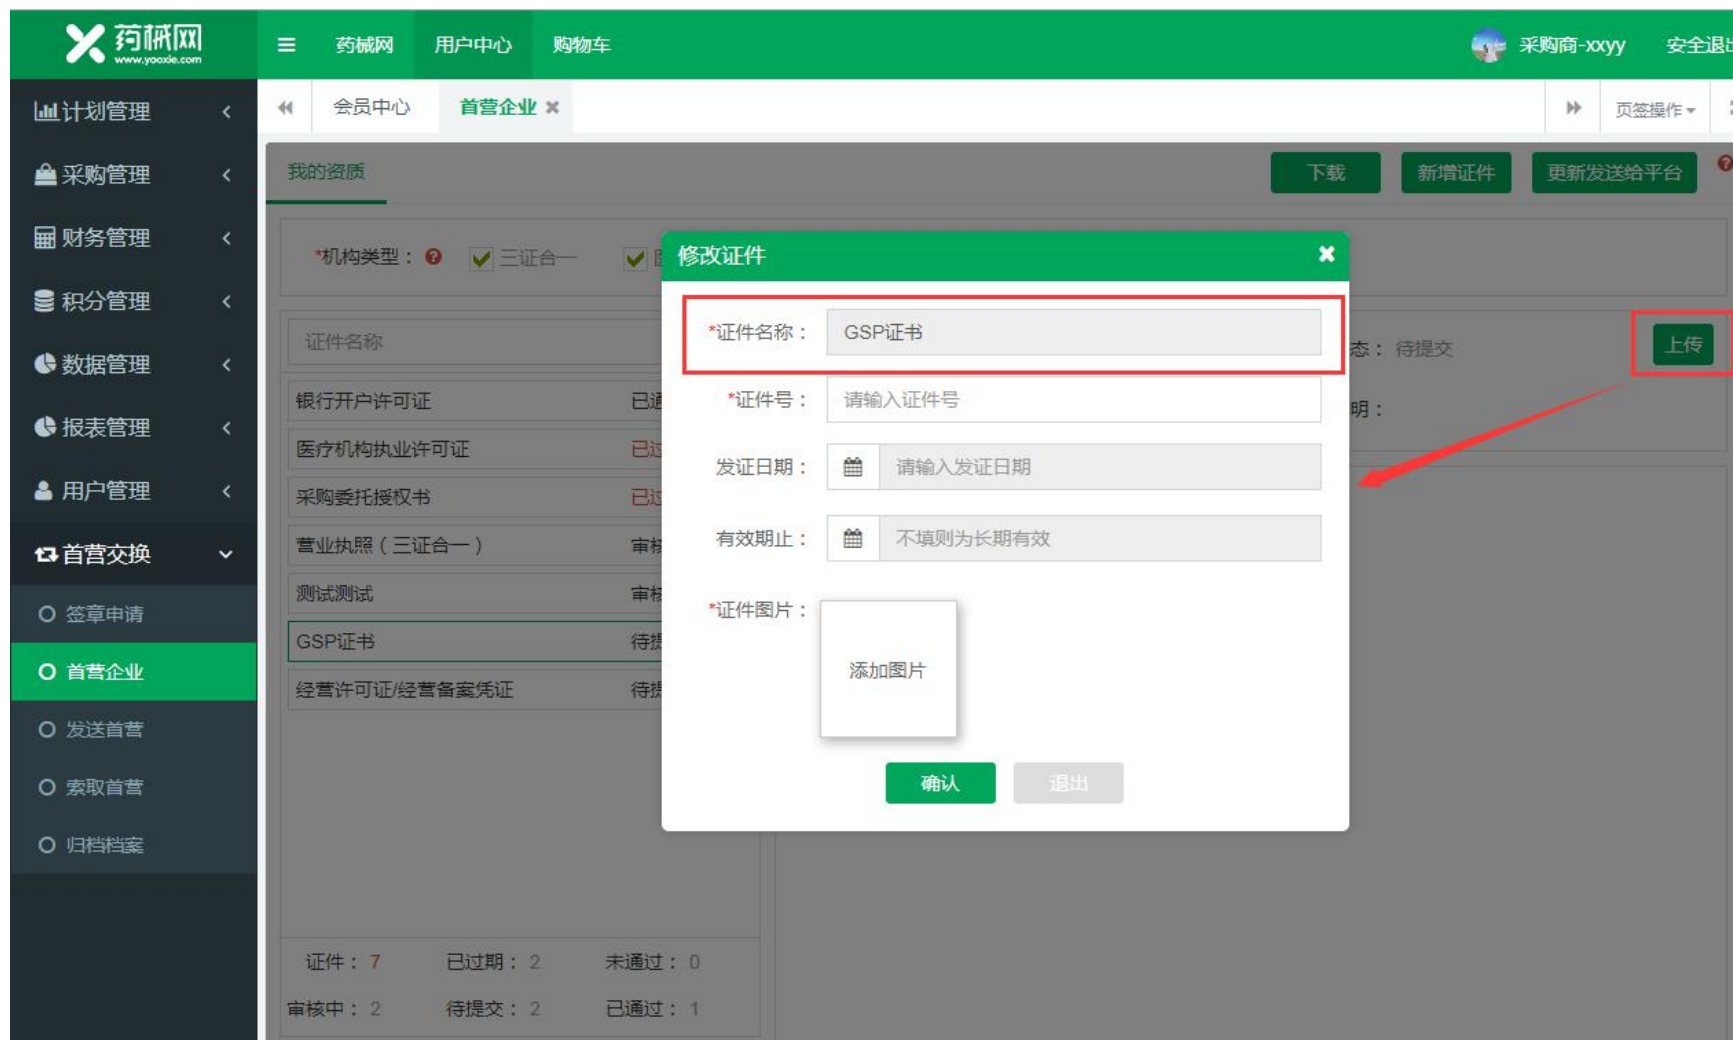 药械网
www.yooxie.com
药械网 用户中心 购物车
采购商-xxyy
会员中心 首营企业
页签操作
计划管理
采购管理
财务管理
积分管理
数据管理
报表管理
用户管理
首营交换
签章申请
首营企业
发送首营
索取首营
归档档案
我的资质
下载 新增证件 更新发送给平台
*机构类型： 三证合一
证件名称
银行开户许可证
医疗机构执业许可证
采购委托授权书
营业执照（三证合一）
测试测试
GSP证书
经营许可证/经营备案凭证
待提交
上传
证件： 7 已过期： 2 未通过： 0
审核中： 2 待提交： 2 已通过： 1
修改证件
*证件名称： GSP证书
*证件号： 请输入证件号
发证日期： 请输入发证日期
有效期止： 不填则为长期有效
*证件图片：
添加图片
确认 退出